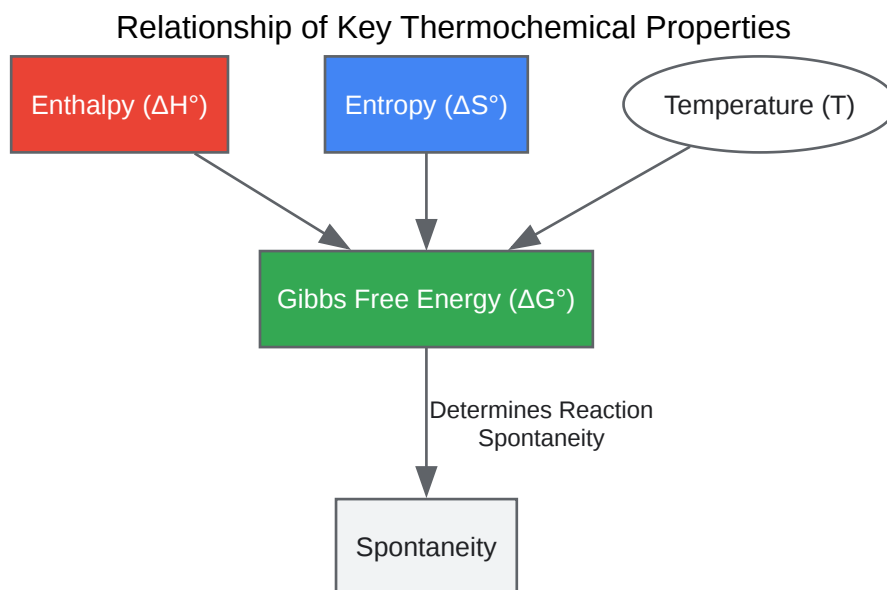 Relationship of Key Thermochemical Properties
Enthalpy (ΔH°)
Entropy (ΔS°)
Temperature (T)
Gibbs Free Energy (ΔG°)
Determines Reaction
Spontaneity
Spontaneity